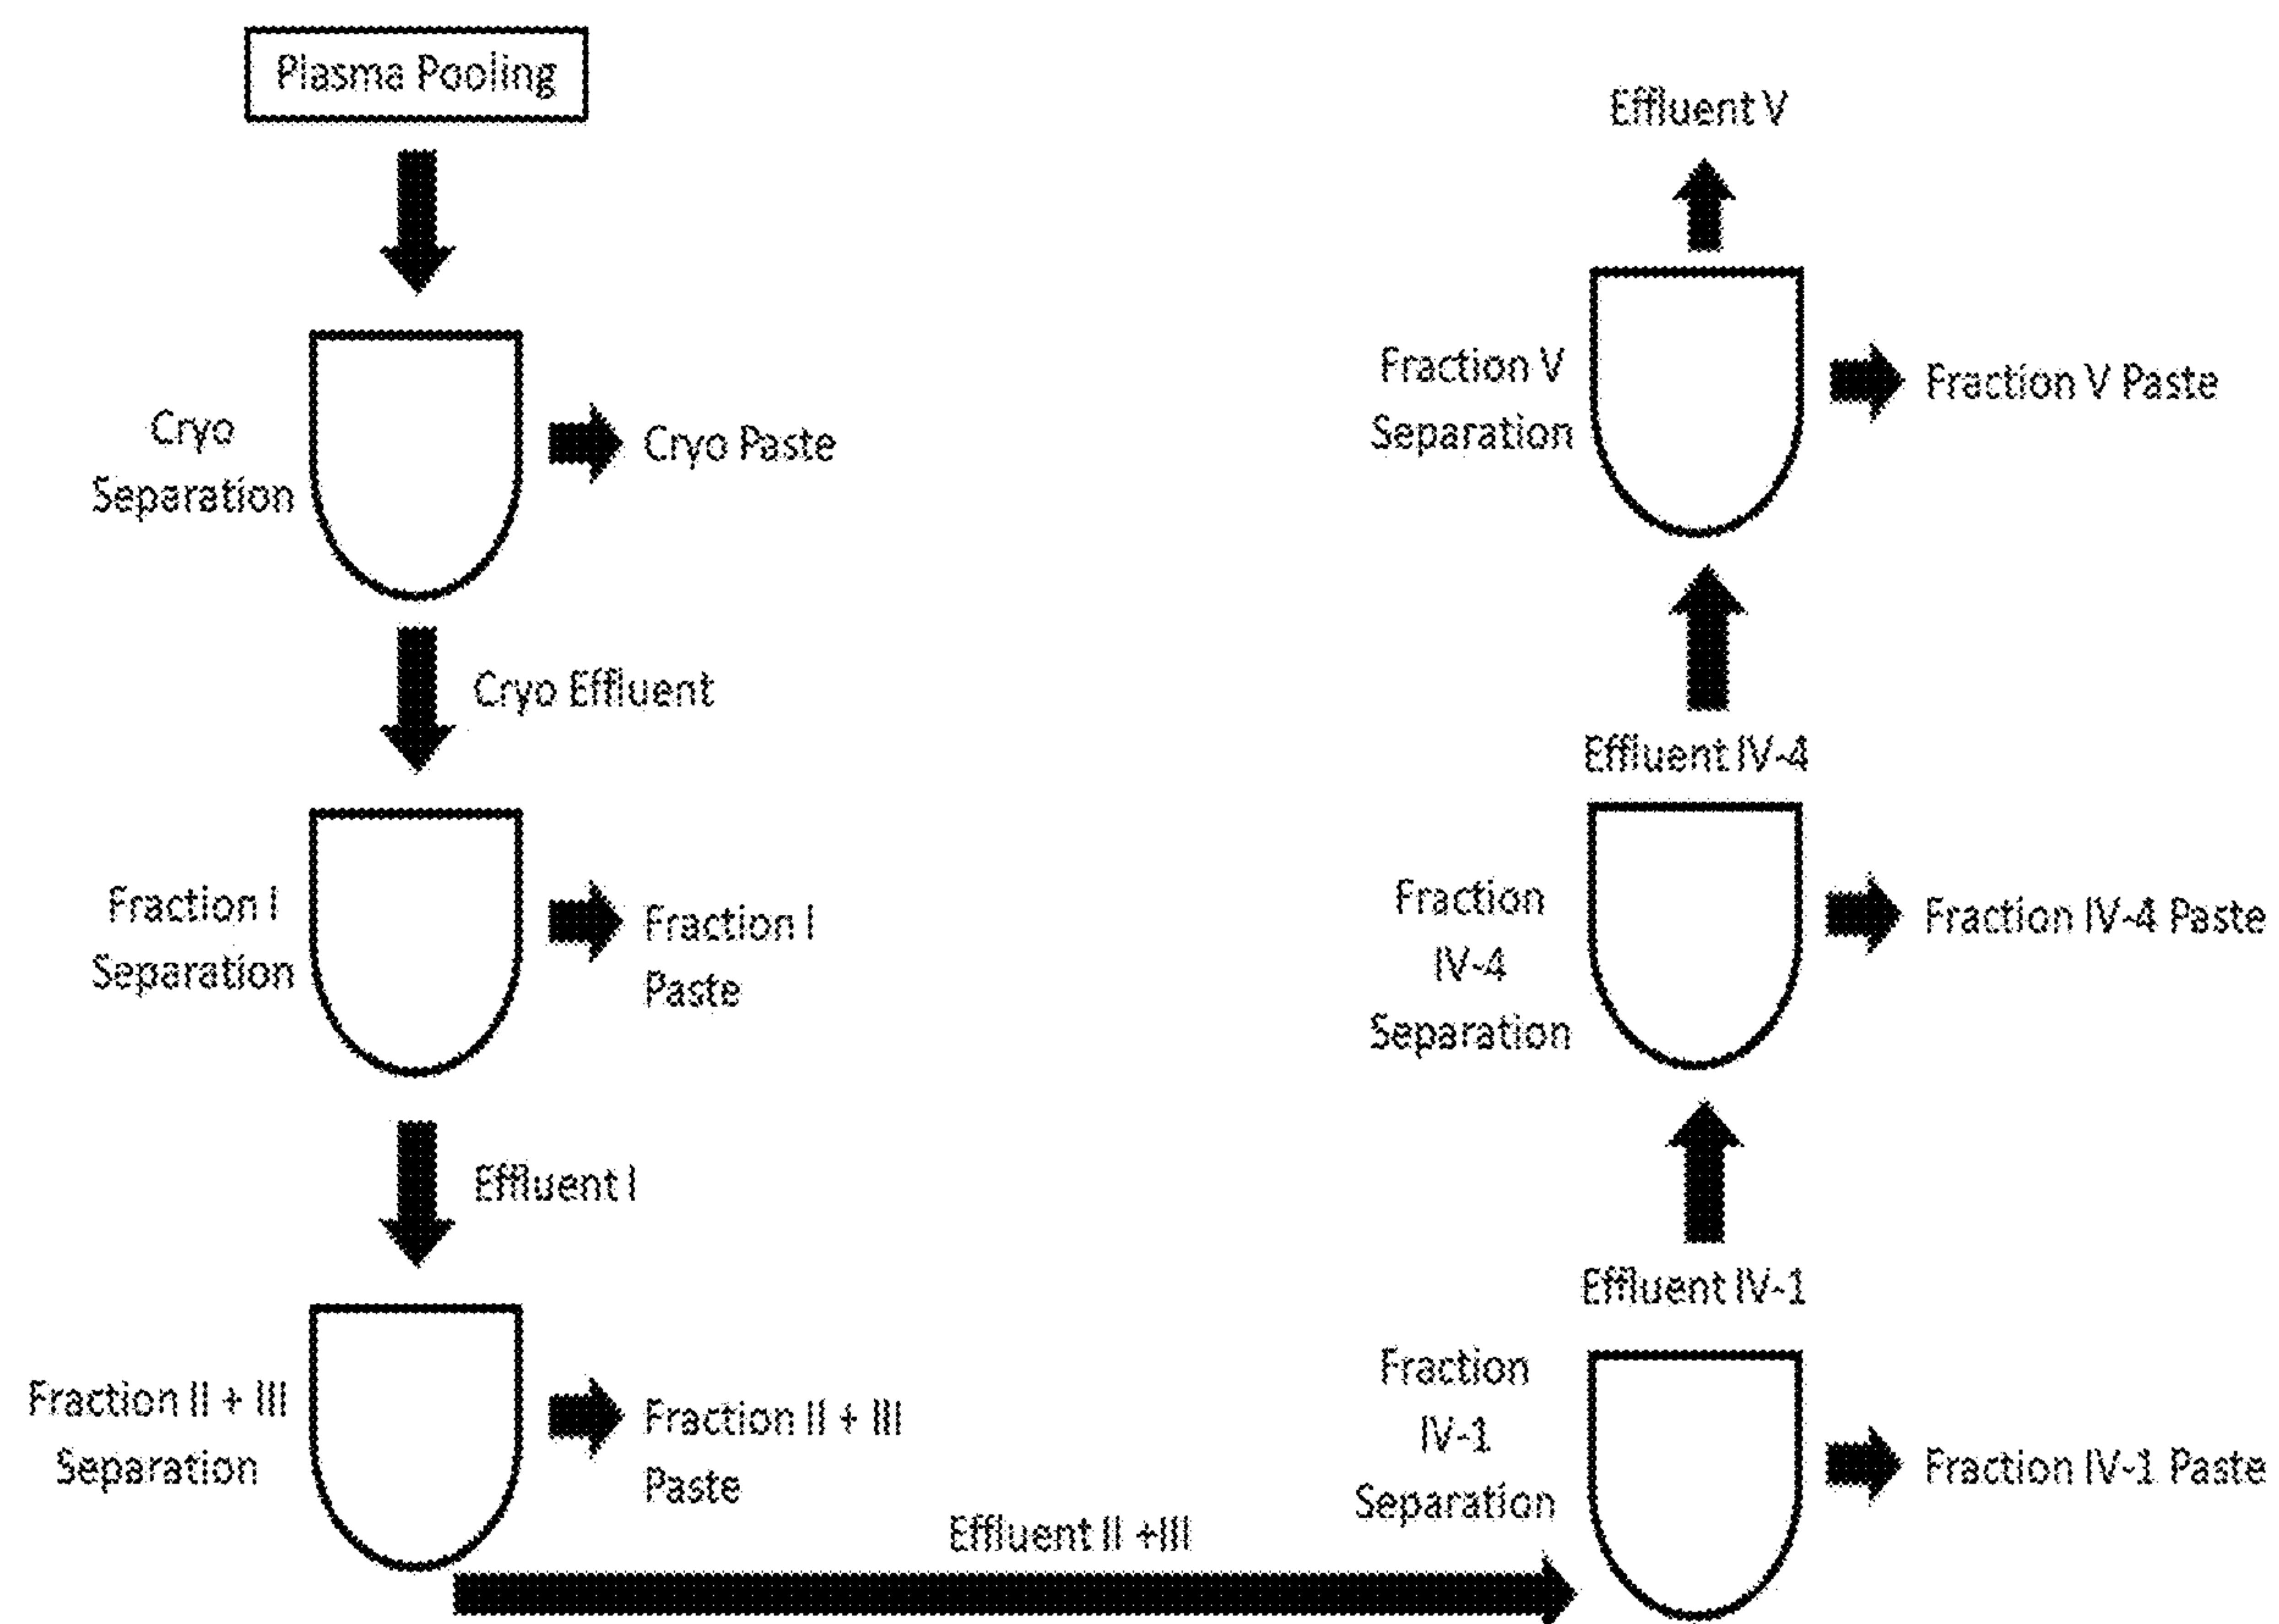 Plasma Pooling
Cryo
Separation
Cryo Paste
Cryo Effluent
Fraction I
Separation
Fraction I
Paste
Effluent I
Fraction II + III
Separation
Fraction II + III
Paste
Effluent II +III
Fraction
IV-1
Separation
Fraction IV-1 Paste
Effluent IV-1
Fraction
IV-4
Separation
Fraction IV-4 Paste
Effluent IV-4
Fraction V
Separation
Fraction V Paste
Effluent V